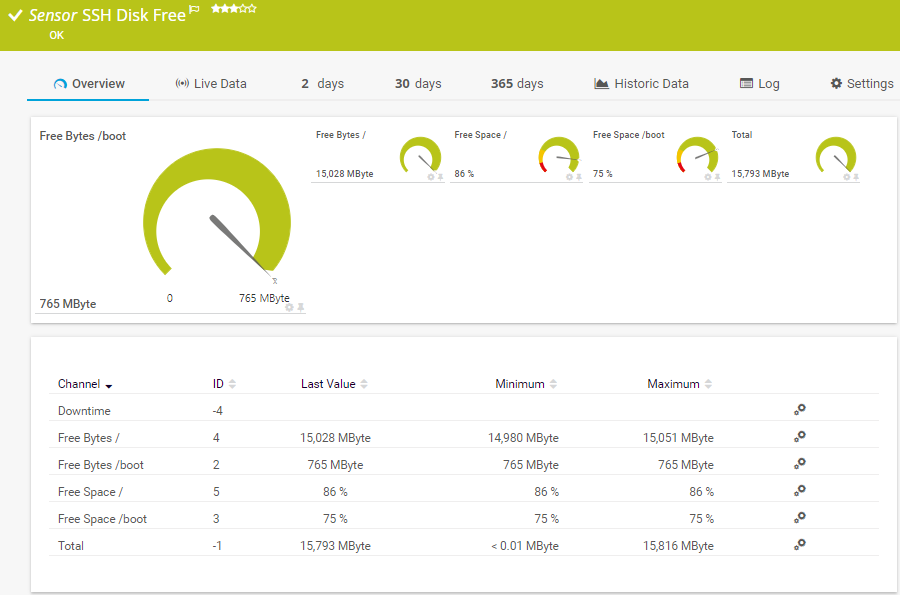 Sensor SSH Disk Free
OK
Overview Live Data 2 days 30 days 365 days Historic Data Log Settings
Free Bytes /boot
0 765 MByte
765 MByte
Free Bytes /
15,028 MByte
Free Space /
86 %
Free Space /boot
75 %
Total
15,793 MByte
Channel ID Last Value Minimum Maximum
Downtime -4
Free Bytes / 4 15,028 MByte 14,980 MByte 15,051 MByte
Free Bytes /boot 2 765 MByte 765 MByte 765 MByte
Free Space / 5 86 % 86 % 86 %
Free Space /boot 3 75 % 75 % 75 %
Total -1 15,793 MByte < 0.01 MByte 15,816 MByte